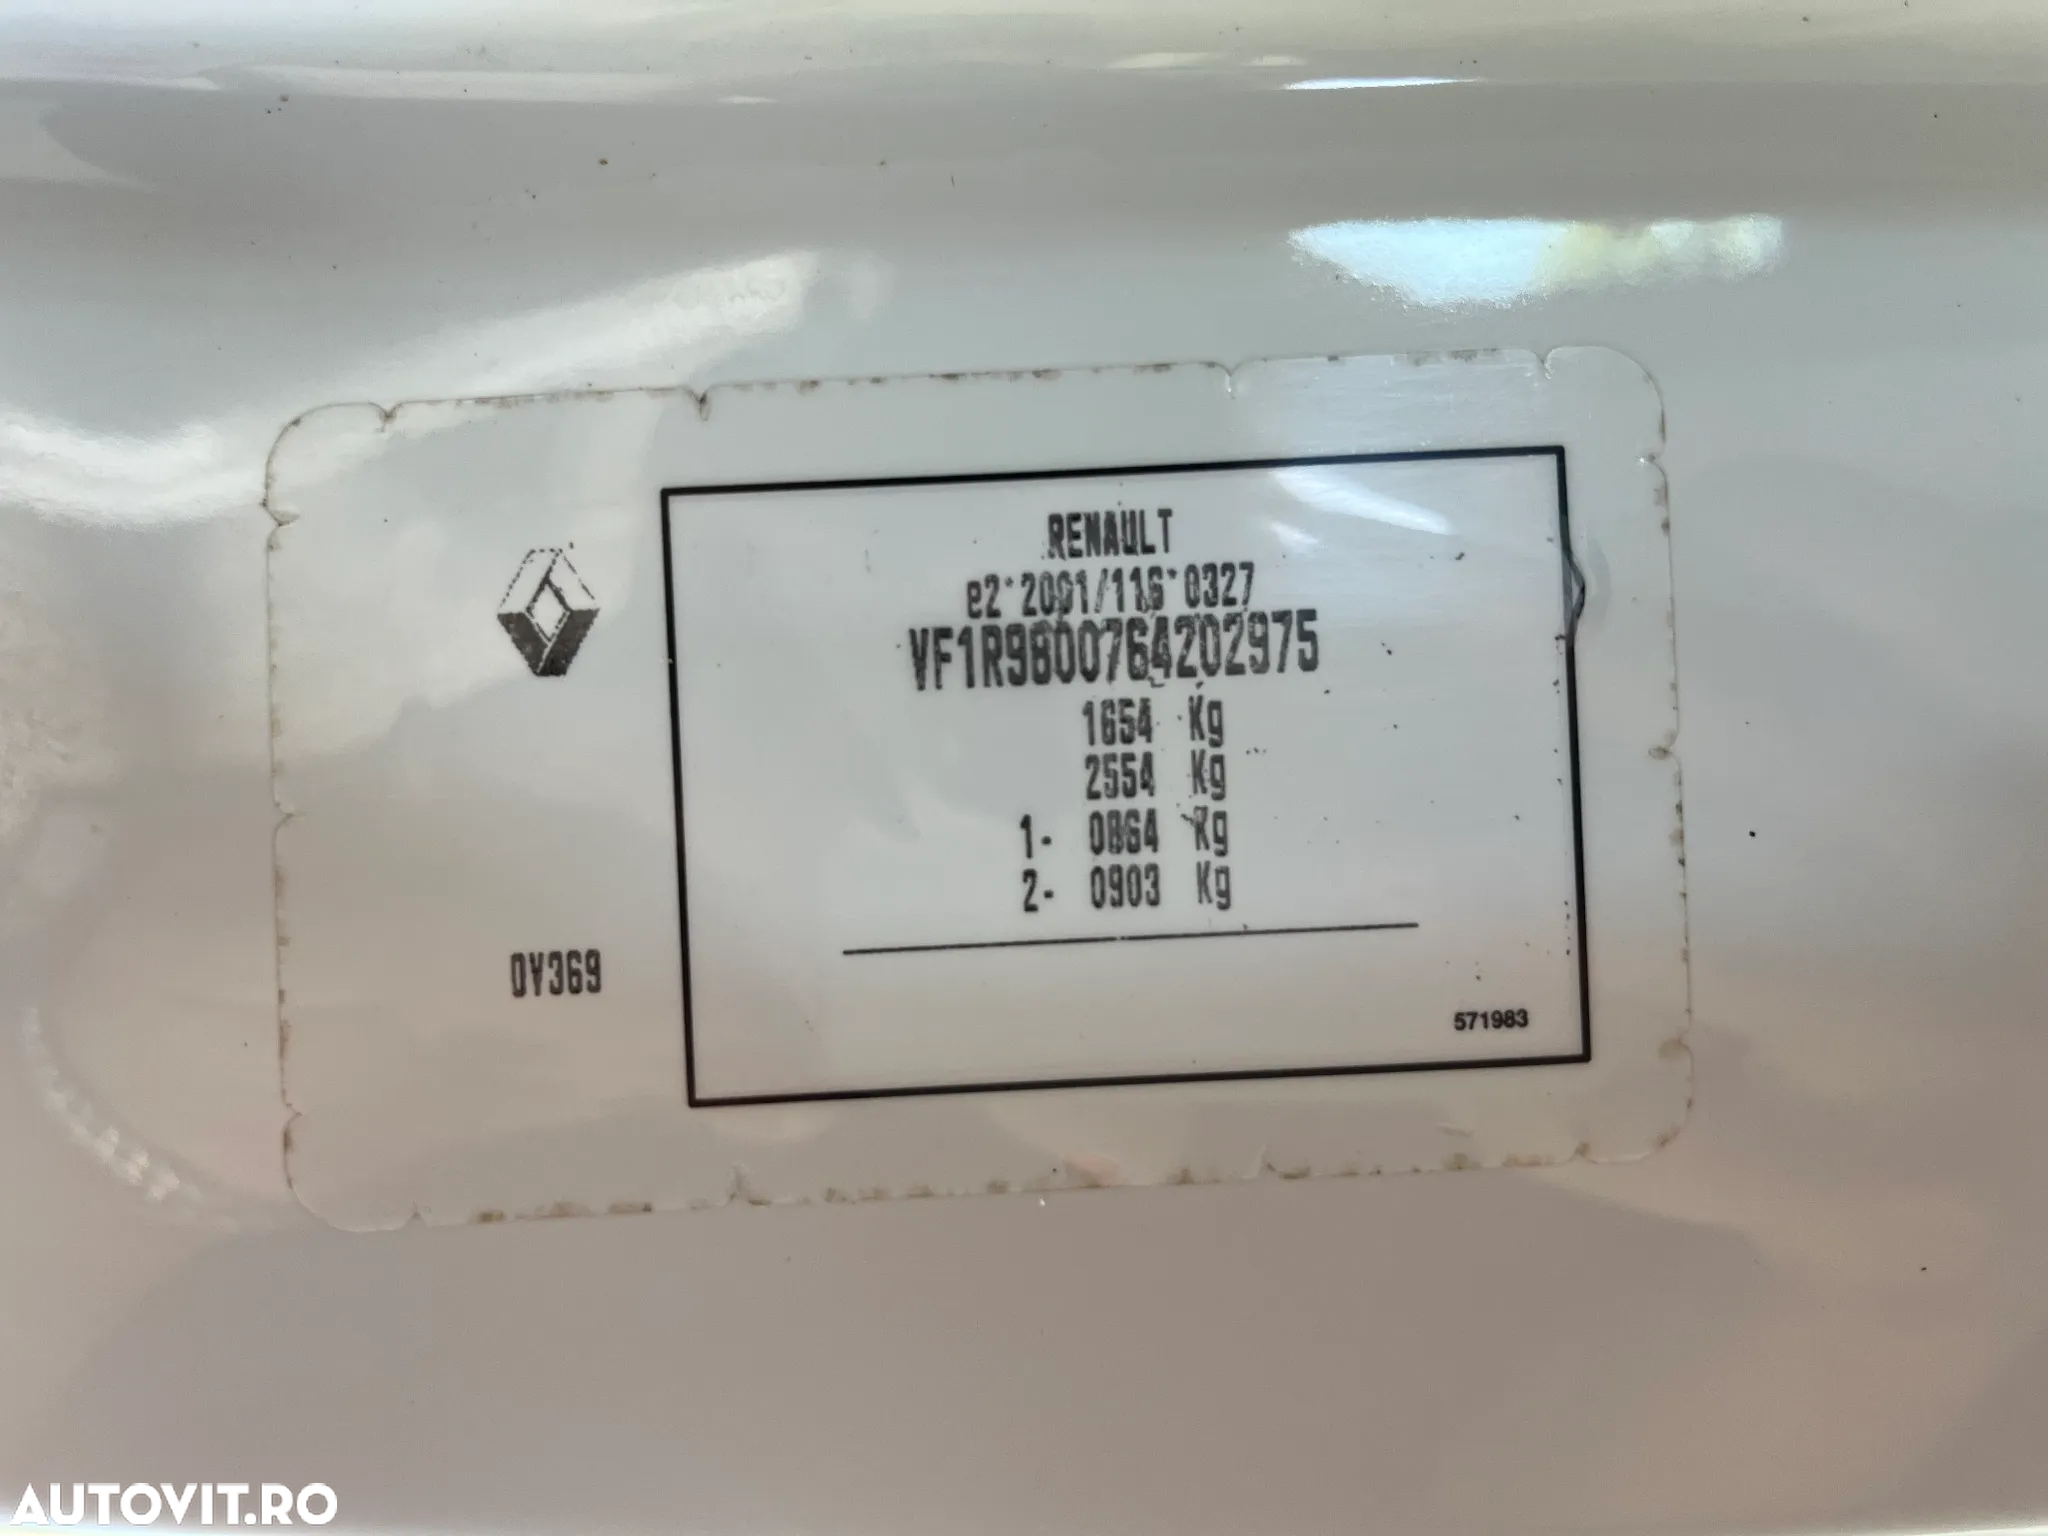 RENAULT
e2*2001/116*0327
VF1R9800764202975
1654 Kg
2554 Kg
1- 0864 Kg
2- 0903 Kg
0V369
571983
AUTOVIT.RO